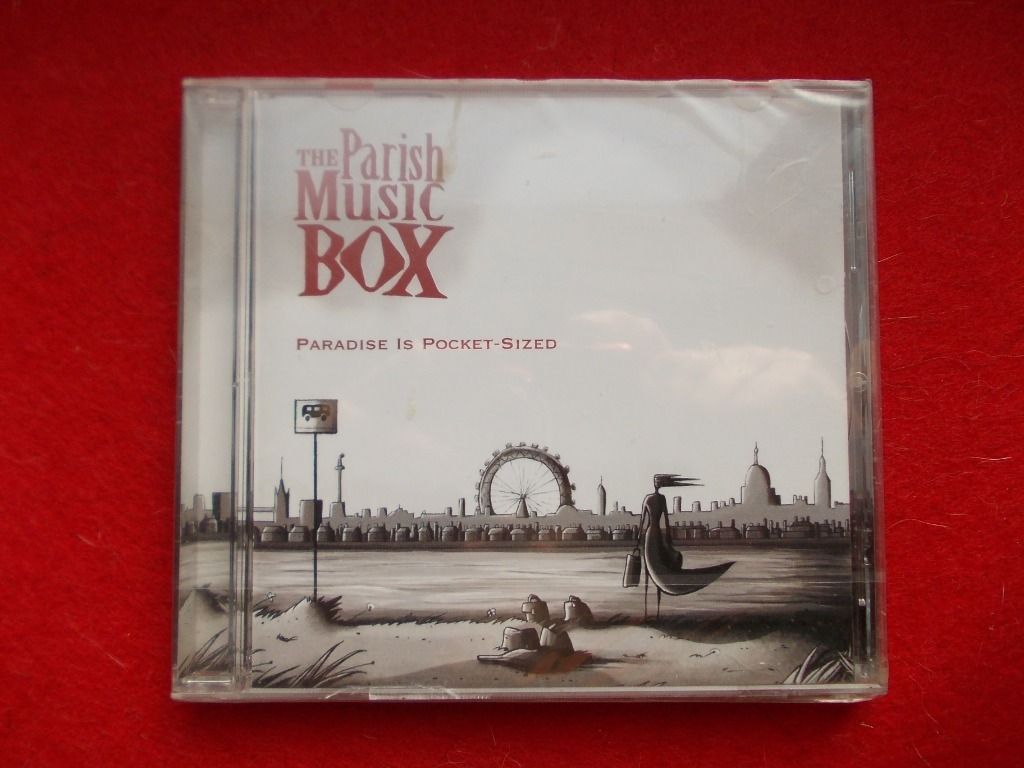 THE Parish
Music
BOX
Paradise Is Pocket-Sized